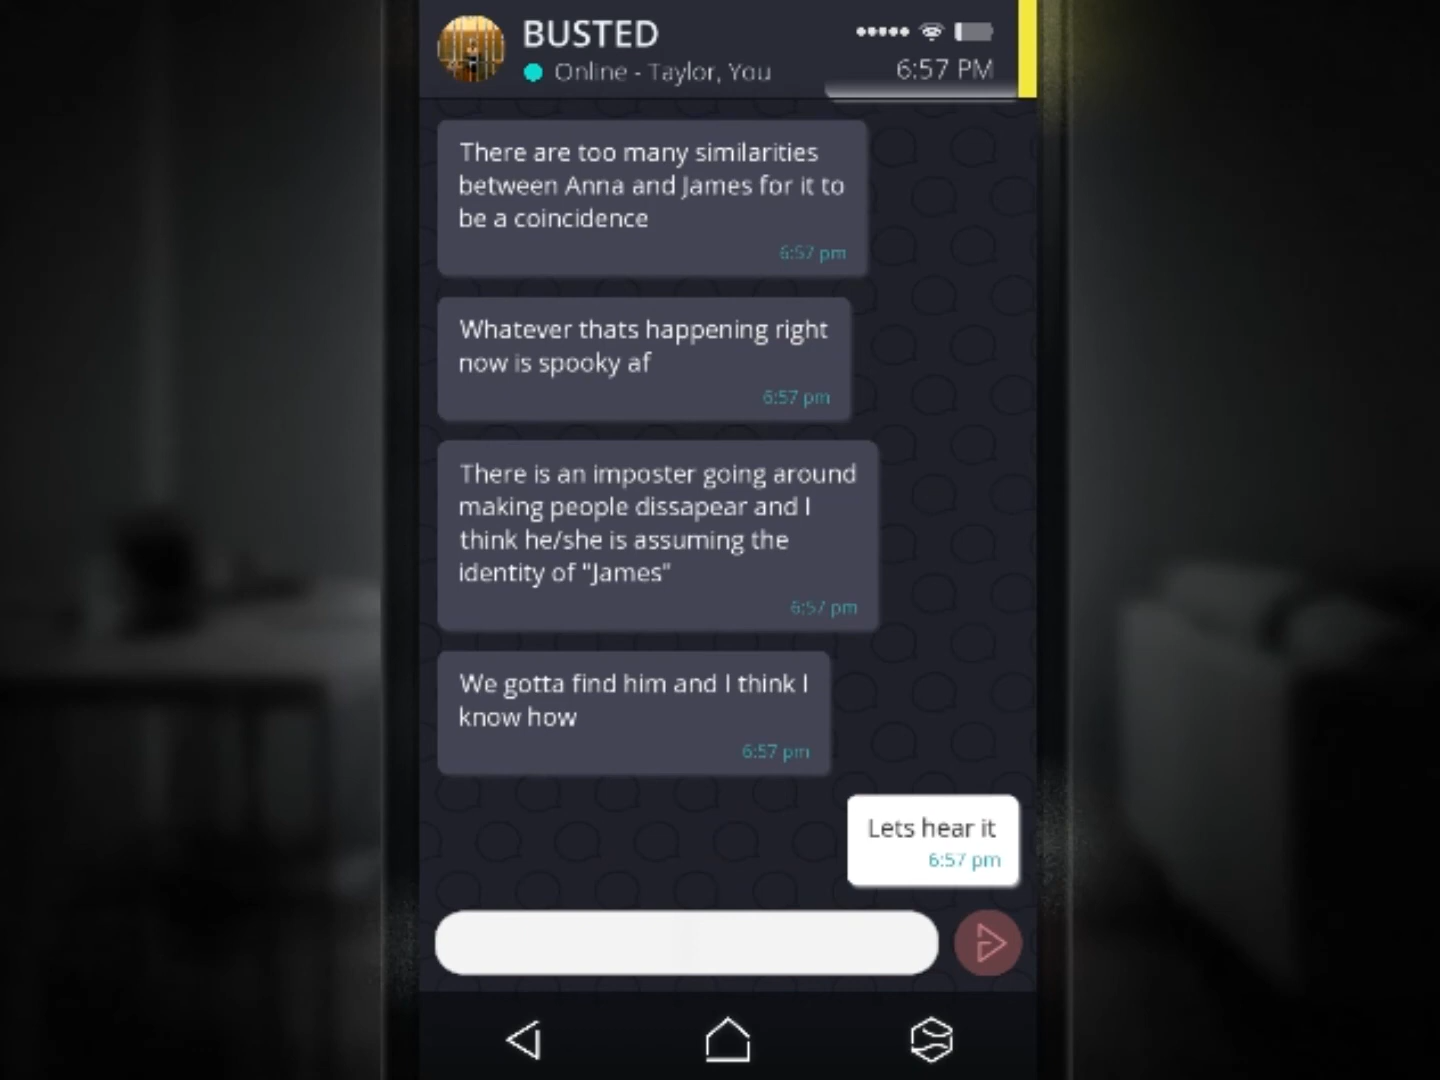 BUSTED
Online - Taylor, You
6:57 PM
There are too many similarities
between Anna and James for it to
be a coincidence
6:57 pm
Whatever thats happening right
now is spooky af
6:57 pm
There is an imposter going around
making people dissapear and I
think he/she is assuming the
identity of "James"
6:57 pm
We gotta find him and I think I
know how
6:57 pm
Lets hear it
6:57 pm